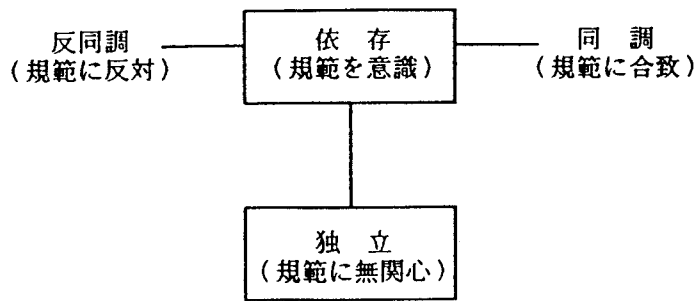 反同調
(規範に反対)
依 存
(規範を意識)
同 調
(規範に合致)
独 立
(規範に無関心)